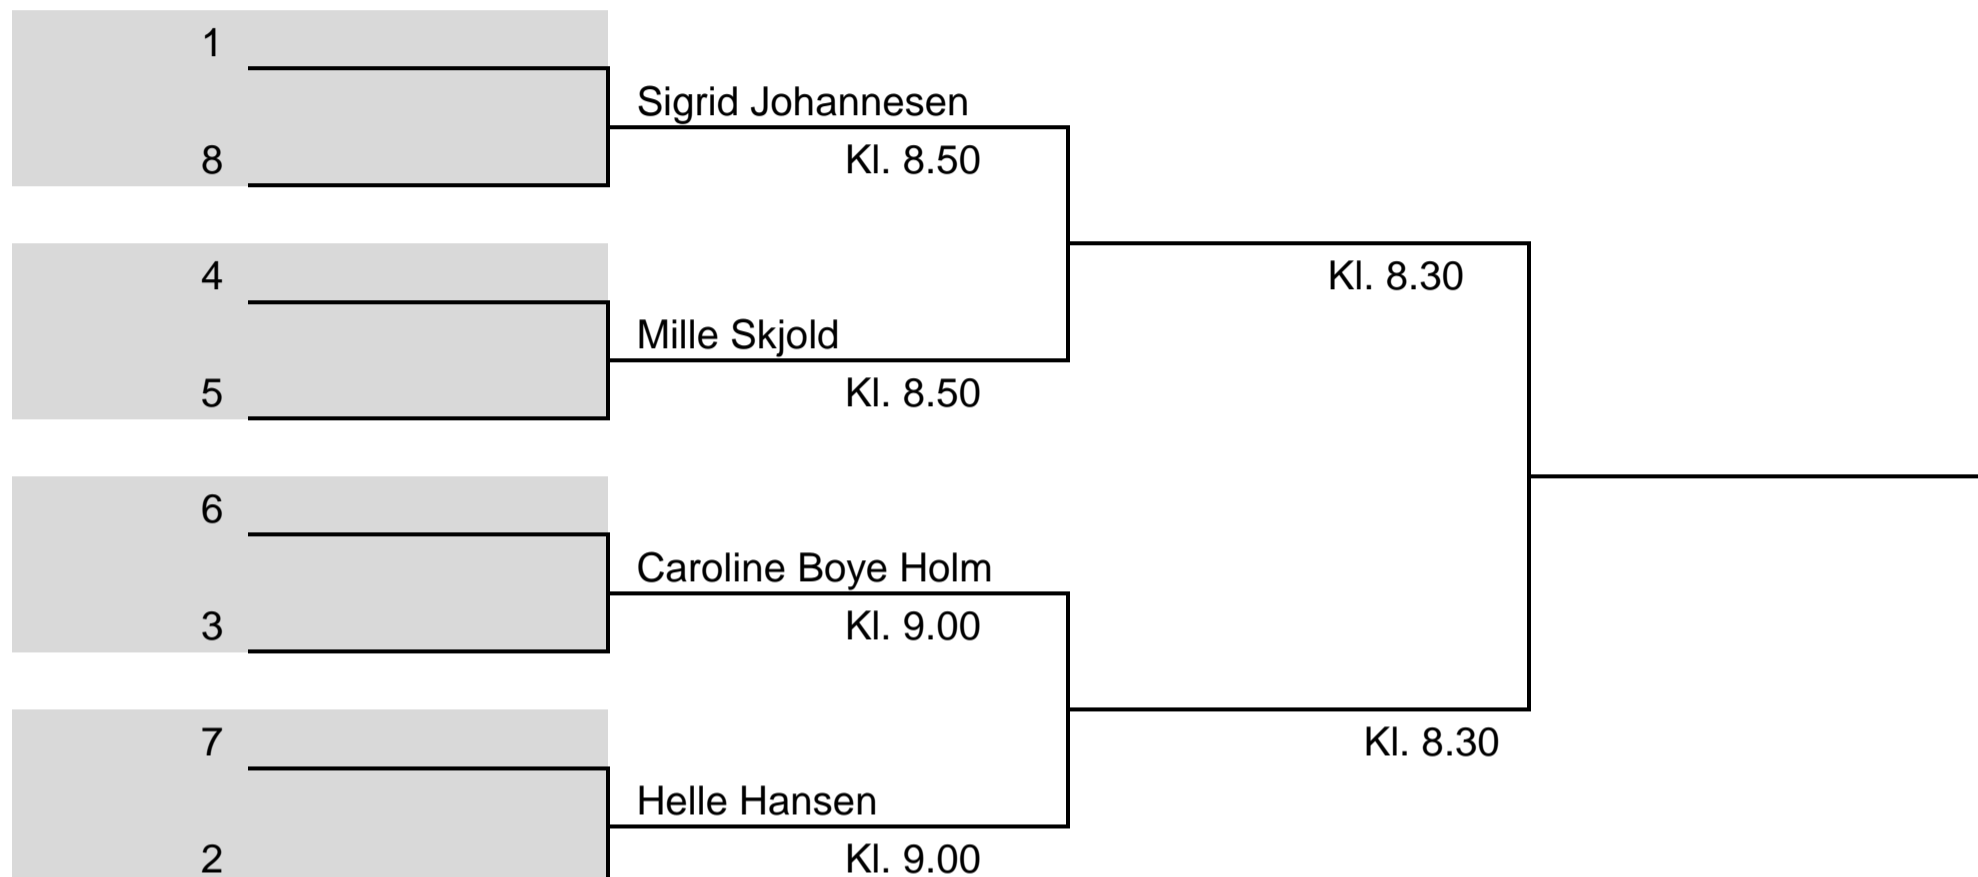 1
Sigrid Johannesen
8
Kl. 8.50
4
Kl. 8.30
Mille Skjold
5
Kl. 8.50
6
Caroline Boye Holm
3
Kl. 9.00
7
Kl. 8.30
Helle Hansen
2
Kl. 9.00